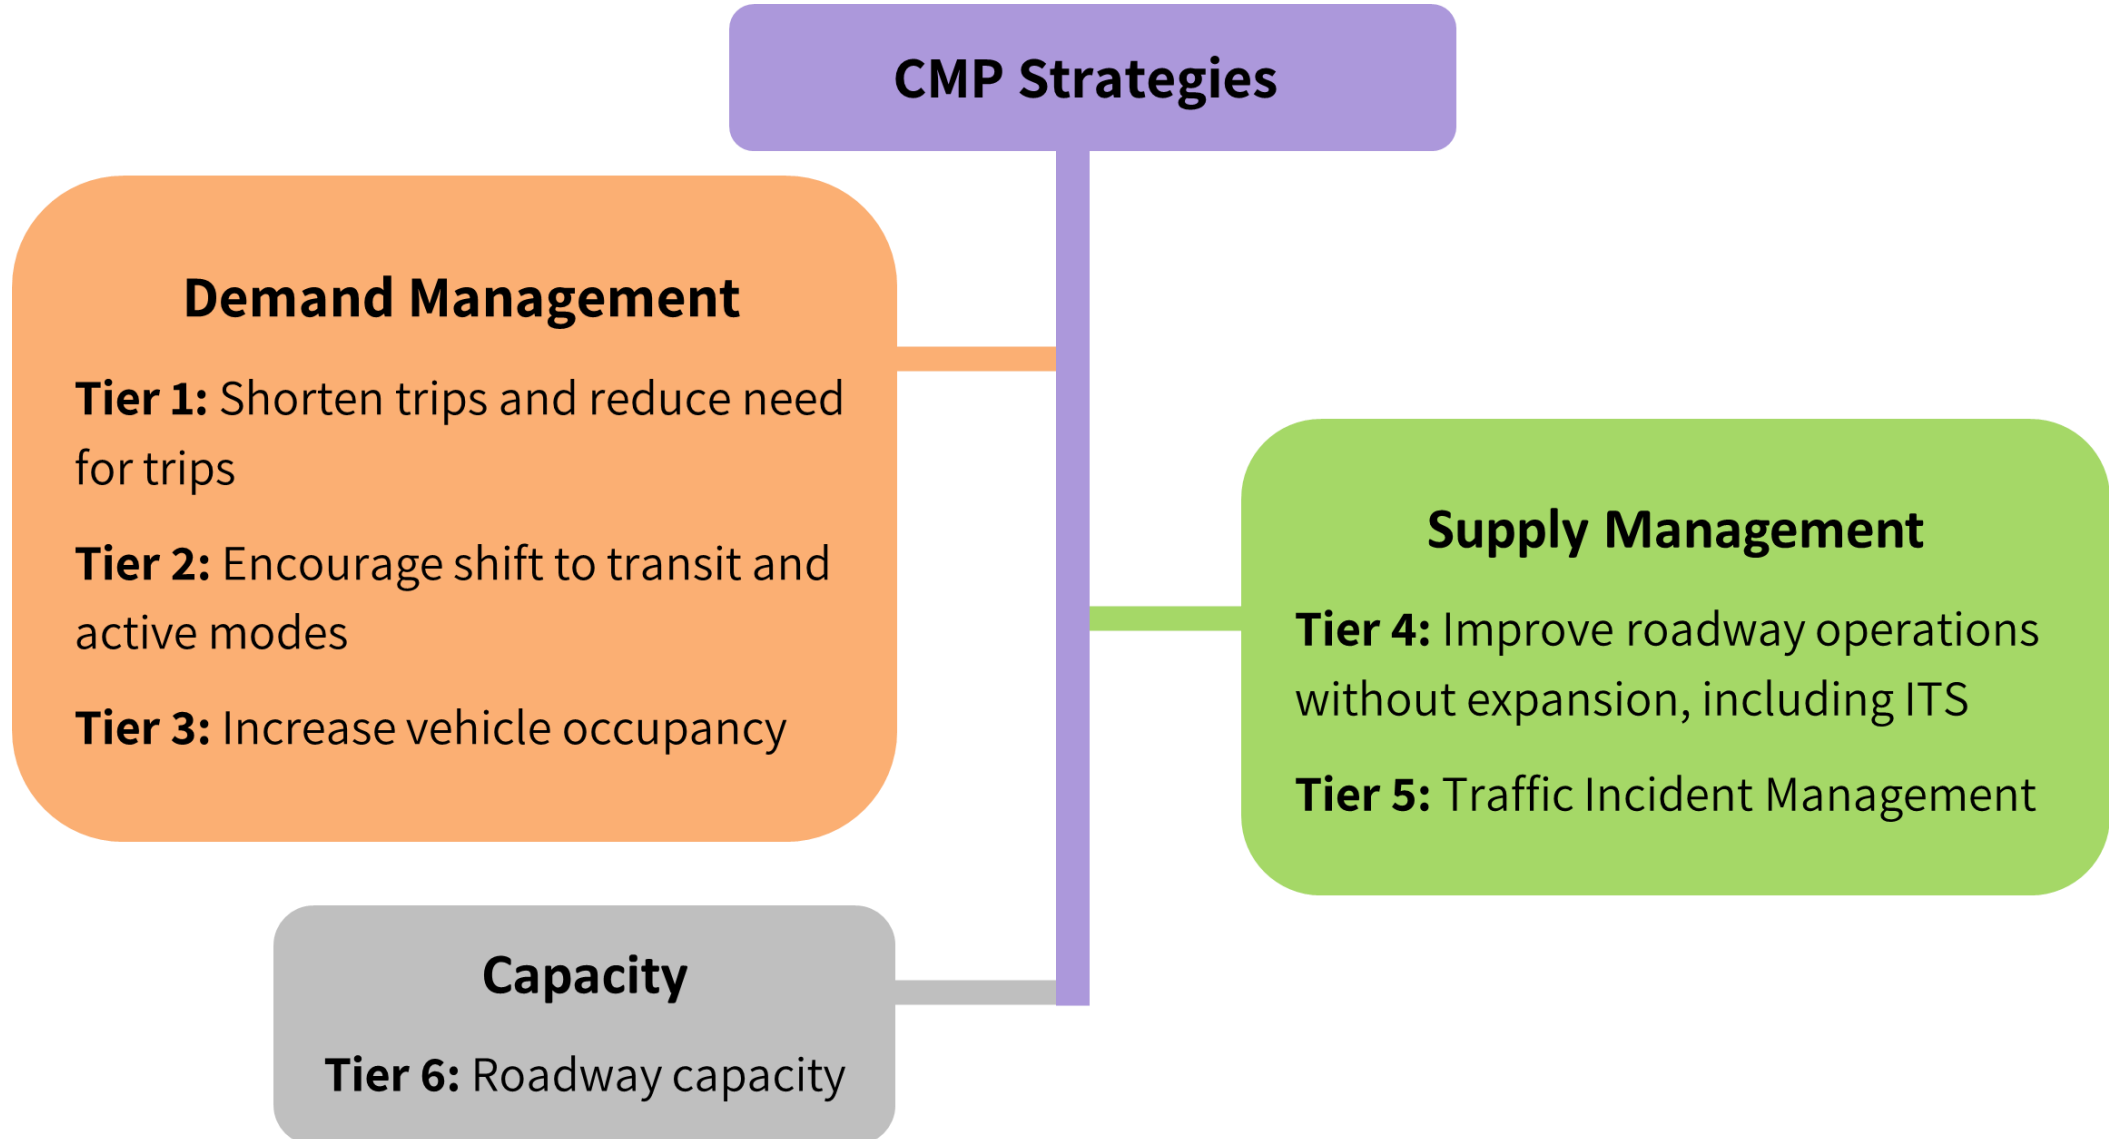 CMP Strategies
Demand Management
Tier 1: Shorten trips and reduce need
for trips
Tier 2: Encourage shift to transit and
active modes
Tier 3: Increase vehicle occupancy
Supply Management
Tier 4: Improve roadway operations
without expansion, including ITS
Tier 5: Traffic Incident Management
Capacity
Tier 6: Roadway capacity